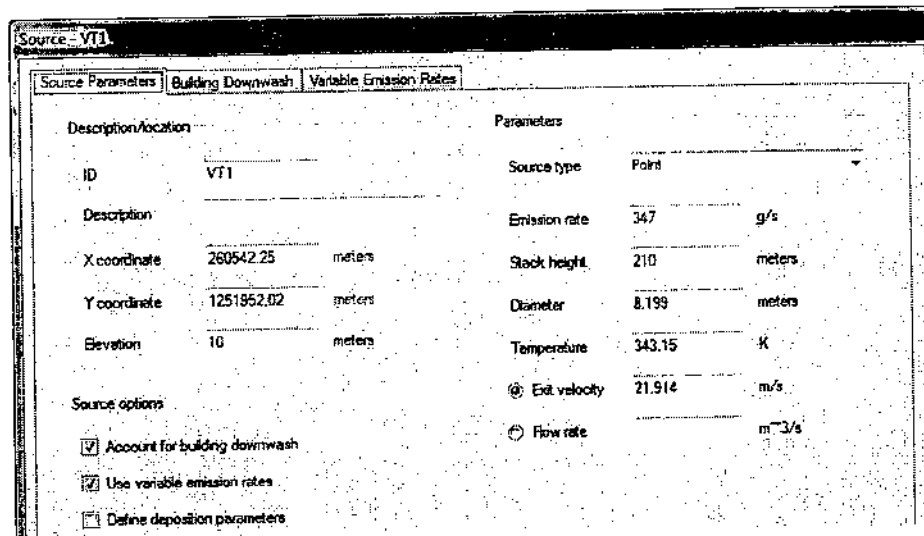 Source - VT1
Source Parameters Building Downwash Variable Emission Rates
Description/location
ID VT1
Description
X coordinate 260542.25 meters
Y coordinate 1251952.02 meters
Elevation 10 meters
Source options
Account for building downwash
Use variable emission rates
Define deposition parameters
Parameters
Source type Point
Emission rate 347 g/s
Stack height 210 meters
Diameter 8.199 meters
Temperature 343.15 K
Exit velocity 21.914 m/s
Flow rate m^3/s